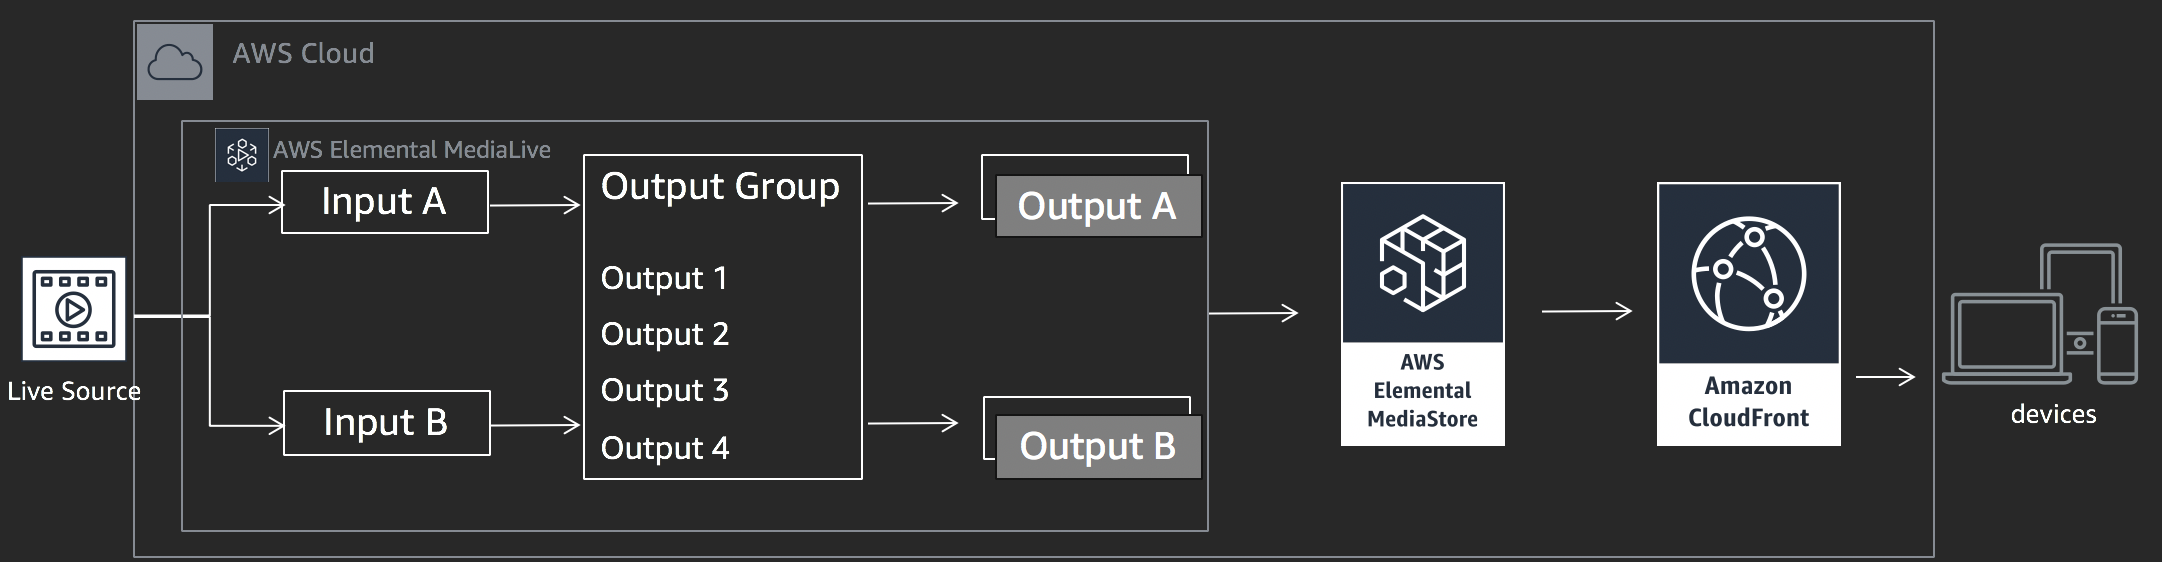 AWS Cloud
AWS Elemental MediaLive
Live Source
Input A
Input B
Output Group
Output 1
Output 2
Output 3
Output 4
Output A
Output B
AWS
Elemental
MediaStore
Amazon
CloudFront
devices